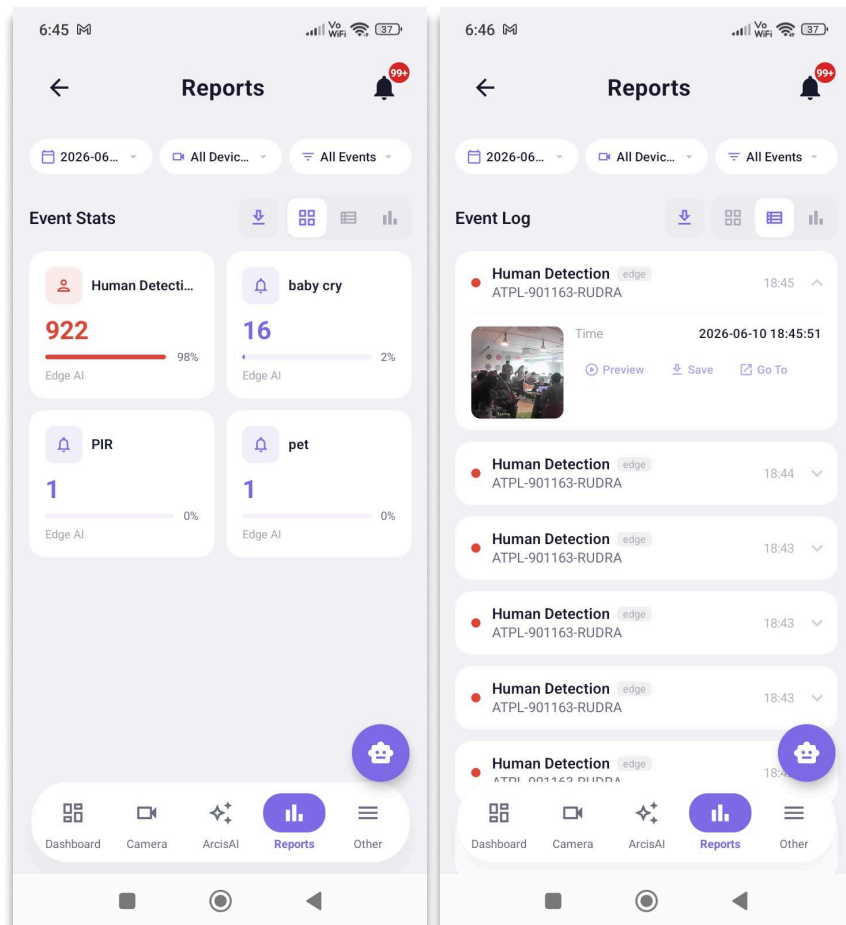 6:45
Vo
WiFi
37
Reports
99+
2026-06...
All Devic...
All Events
Event Stats
Human Detecti...
922
98%
Edge AI
baby cry
16
2%
Edge AI
PIR
1
0%
Edge AI
pet
1
0%
Edge AI
Dashboard
Camera
ArcisAI
Reports
Other
6:46
Vo
WiFi
37
Reports
99+
2026-06...
All Devic...
All Events
Event Log
Human Detection edge
ATPL-901163-RUDRA
18:45
Time
2026-06-10 18:45:51
Preview
Save
Go To
Human Detection edge
ATPL-901163-RUDRA
18:44
Human Detection edge
ATPL-901163-RUDRA
18:43
Human Detection edge
ATPL-901163-RUDRA
18:43
Human Detection edge
ATPL-901163-RUDRA
18:43
Human Detection edge
ATPL-901163-RUDRA
Dashboard
Camera
ArcisAI
Reports
Other